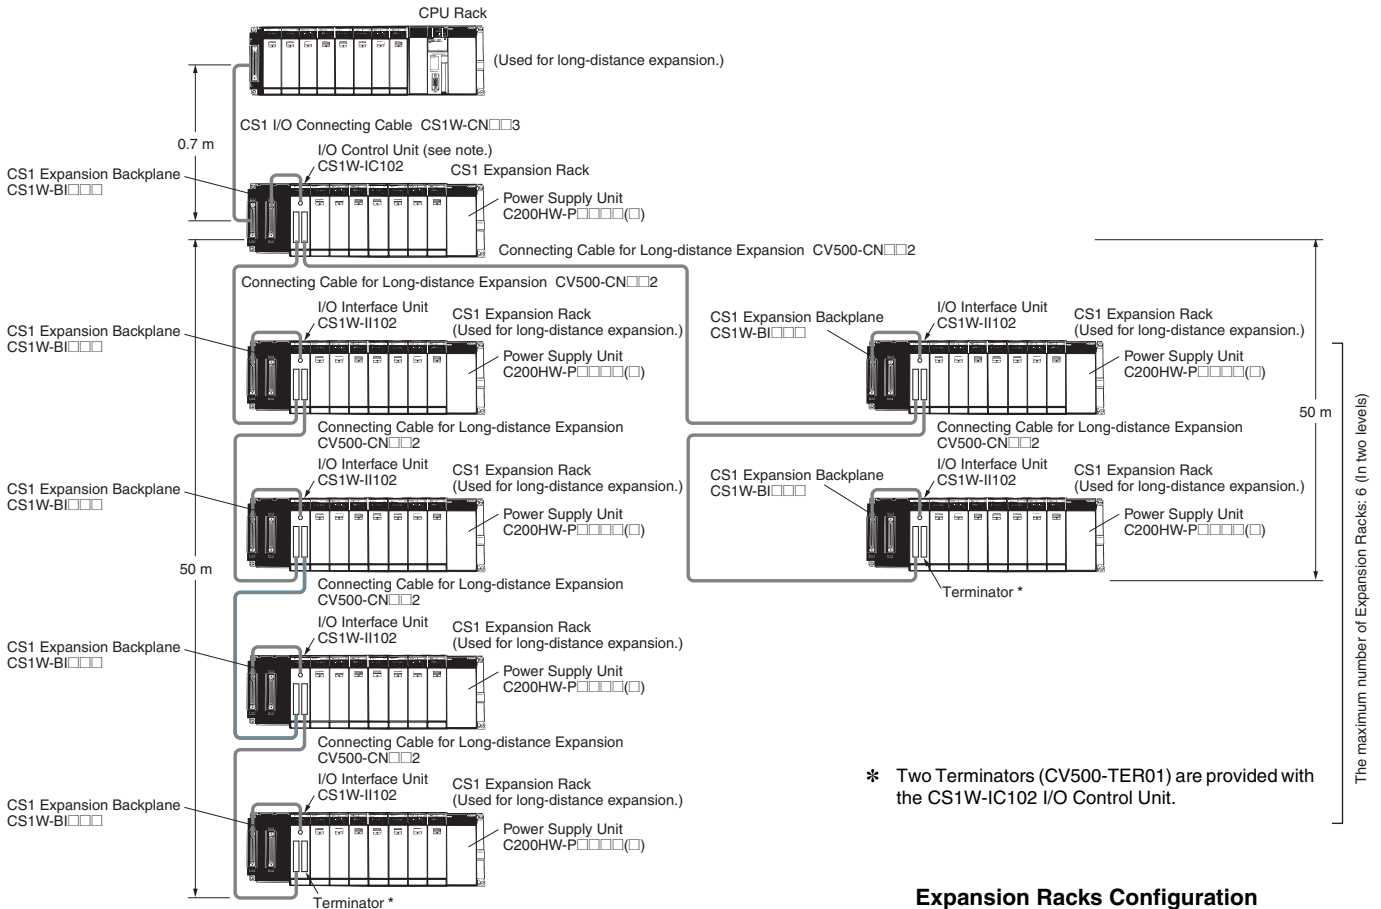 CPU Rack
(Used for long-distance expansion.)
CS1 I/O Connecting Cable CS1W-CN□□3
0.7 m
I/O Control Unit (see note.)
CS1W-IC102
CS1 Expansion Rack
CS1 Expansion Backplane
CS1W-BI□□□
Power Supply Unit
C200HW-P□□□□(□)
Connecting Cable for Long-distance Expansion CV500-CN□□2
Connecting Cable for Long-distance Expansion CV500-CN□□2
I/O Interface Unit
CS1W-II102
CS1 Expansion Rack
(Used for long-distance expansion.)
CS1 Expansion Backplane
CS1W-BI□□□
Power Supply Unit
C200HW-P□□□□(□)
Connecting Cable for Long-distance Expansion
CV500-CN□□2
I/O Interface Unit
CS1W-II102
CS1 Expansion Rack
(Used for long-distance expansion.)
CS1 Expansion Backplane
CS1W-BI□□□
Power Supply Unit
C200HW-P□□□□(□)
50 m
Connecting Cable for Long-distance Expansion
CV500-CN□□2
I/O Interface Unit
CS1W-II102
CS1 Expansion Rack
(Used for long-distance expansion.)
CS1 Expansion Backplane
CS1W-BI□□□
Power Supply Unit
C200HW-P□□□□(□)
Connecting Cable for Long-distance Expansion
CV500-CN□□2
I/O Interface Unit
CS1W-II102
CS1 Expansion Rack
(Used for long-distance expansion.)
CS1 Expansion Backplane
CS1W-BI□□□
Power Supply Unit
C200HW-P□□□□(□)
Terminator *
I/O Interface Unit
CS1W-II102
CS1 Expansion Rack
(Used for long-distance expansion.)
CS1 Expansion Backplane
CS1W-BI□□□
Power Supply Unit
C200HW-P□□□□(□)
50 m
Connecting Cable for Long-distance Expansion
CV500-CN□□2
I/O Interface Unit
CS1W-II102
CS1 Expansion Rack
(Used for long-distance expansion.)
CS1 Expansion Backplane
CS1W-BI□□□
Power Supply Unit
C200HW-P□□□□(□)
Terminator *
The maximum number of Expansion Racks: 6 (In two levels)
✻ Two Terminators (CV500-TER01) are provided with
the CS1W-IC102 I/O Control Unit.
Expansion Racks Configuration